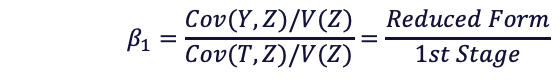 β₁ = Cov(Y, Z)/V(Z) / Cov(T, Z)/V(Z) = Reduced Form / 1st Stage